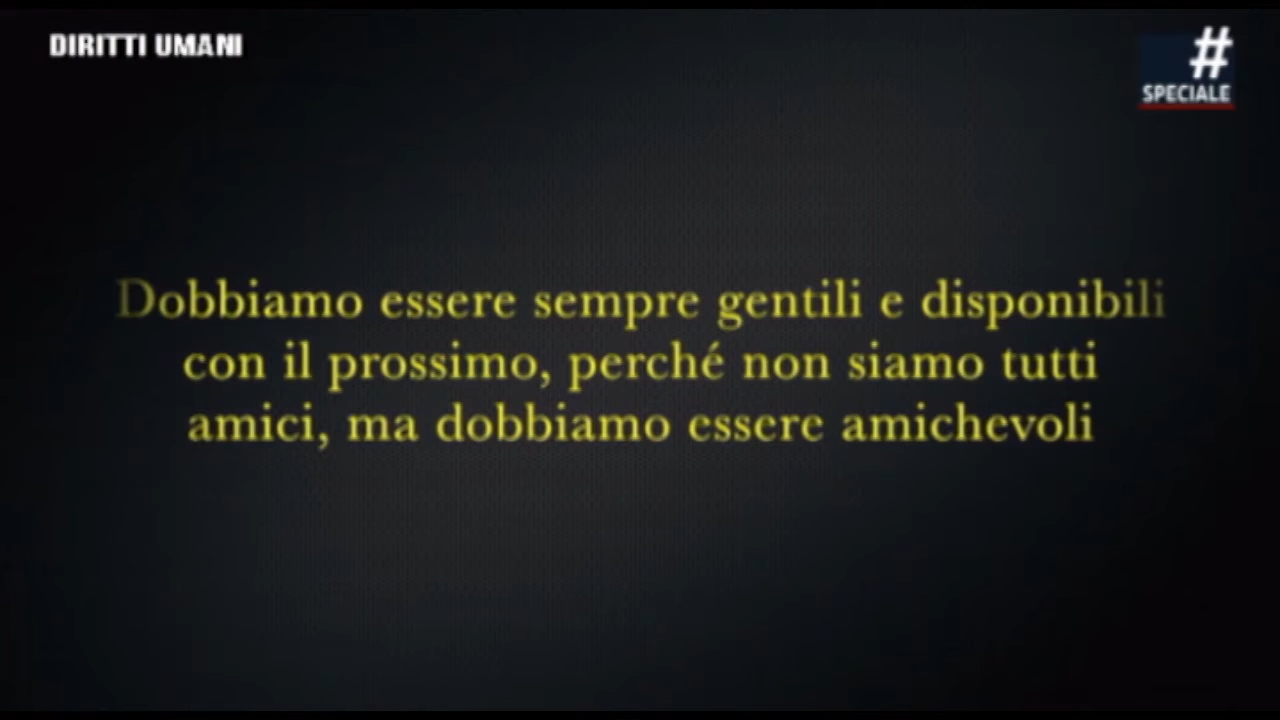 DIRITTI UMANI
#
SPECIALE
Dobbiamo essere sempre gentili e disponibili
con il prossimo, perché non siamo tutti
amici, ma dobbiamo essere amichevoli